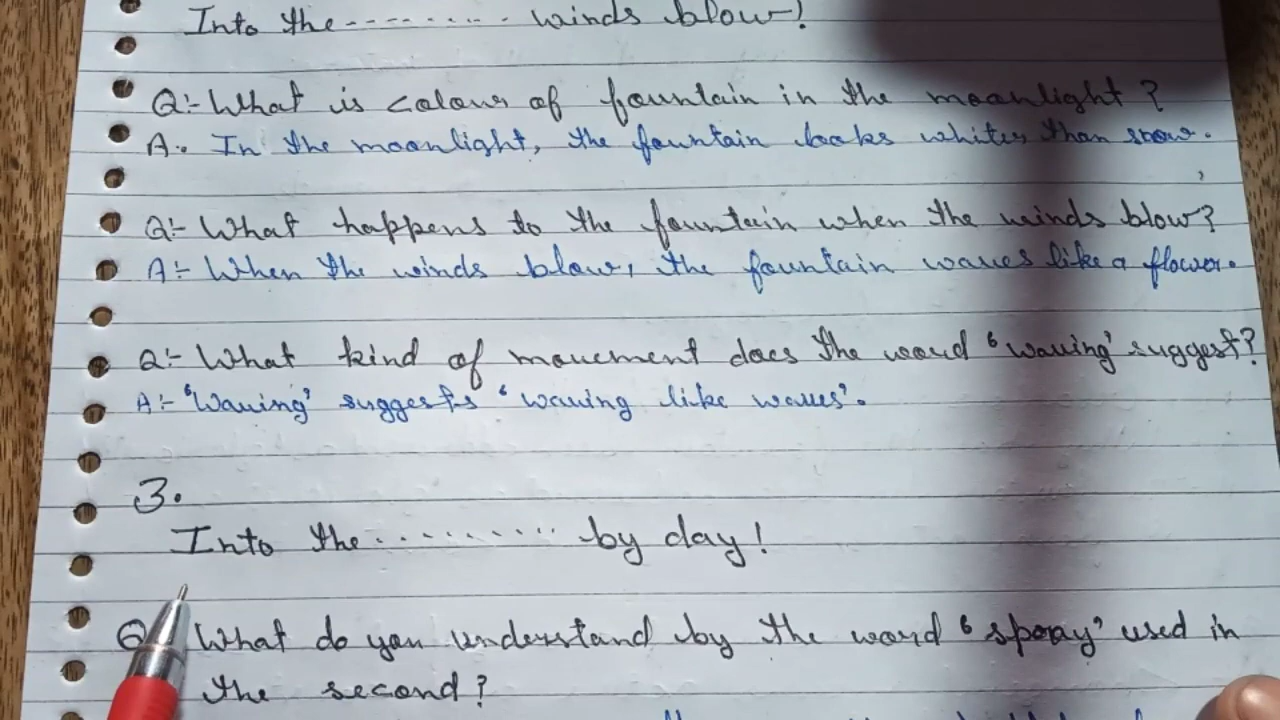 Into the--------- winds blow!
Q:- What is colour of fountain in the moonlight ?
A. In the moonlight, the fountain looks whiter than snow.
Q:- What happens to the fountain when the winds blow?
A:- When the winds blow, the fountain waves like a flower.
Q:- What kind of movement does the word 'waving' suggest?
A:- 'Waving' suggests 'waving like waves'.
3.
Into the......... by day!
Q What do you understand by the word 'spray' used in
the second?